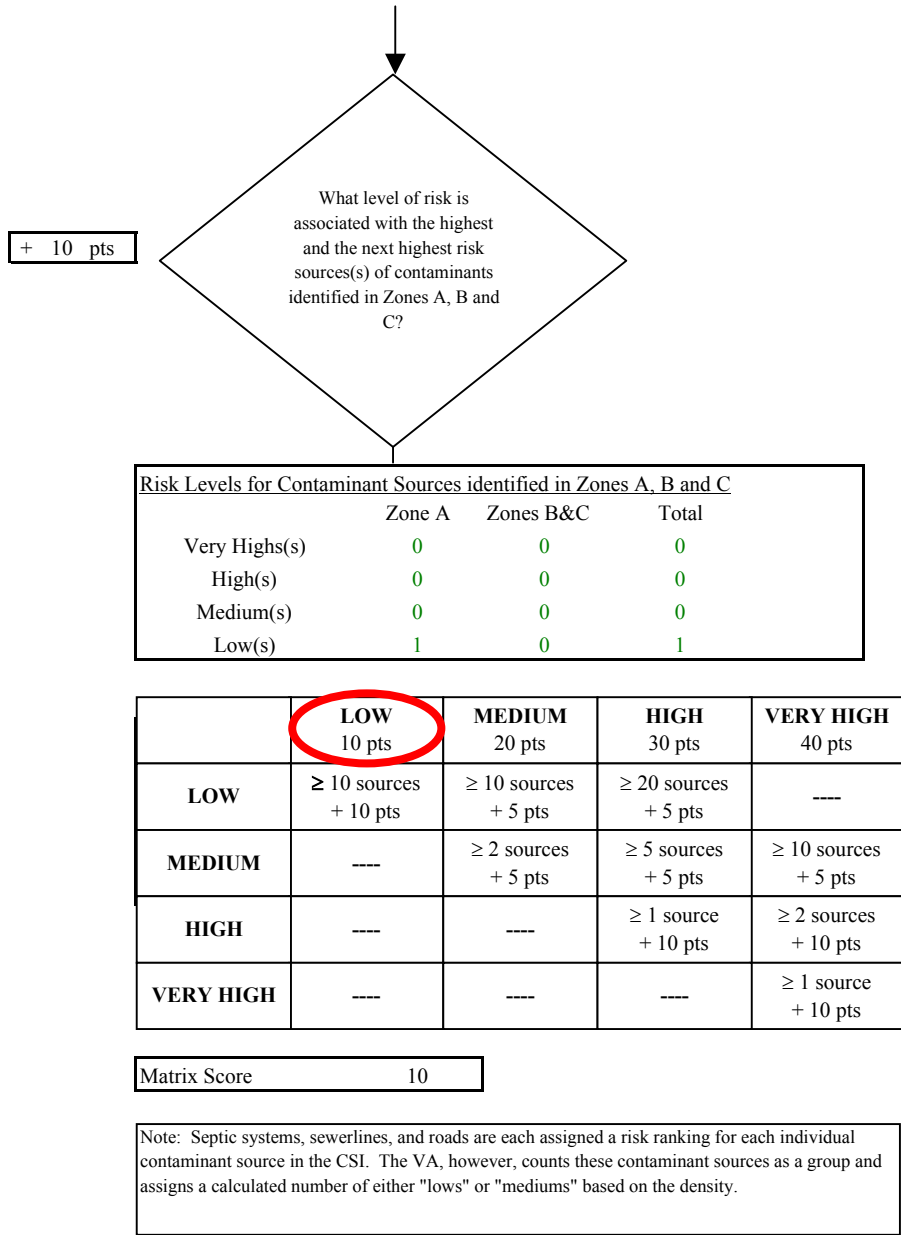 What level of risk is
associated with the highest
and the next highest risk
sources(s) of contaminants
identified in Zones A, B and
C?
+ 10 pts
Risk Levels for Contaminant Sources identified in Zones A, B and C
Zone A Zones B&C Total
Very Highs(s) 0 0 0
High(s) 0 0 0
Medium(s) 0 0 0
Low(s) 1 0 1
LOW MEDIUM HIGH VERY HIGH
10 pts 20 pts 30 pts 40 pts
LOW ≥ 10 sources ≥ 10 sources ≥ 20 sources ----
+ 10 pts + 5 pts + 5 pts
MEDIUM ---- ≥ 2 sources ≥ 5 sources ≥ 10 sources
+ 5 pts + 5 pts + 5 pts
HIGH ---- ---- ≥ 1 source ≥ 2 sources
+ 10 pts + 10 pts
VERY HIGH ---- ---- ---- ≥ 1 source
+ 10 pts
Matrix Score 10
Note: Septic systems, sewerlines, and roads are each assigned a risk ranking for each individual
contaminant source in the CSI. The VA, however, counts these contaminant sources as a group and
assigns a calculated number of either "lows" or "mediums" based on the density.